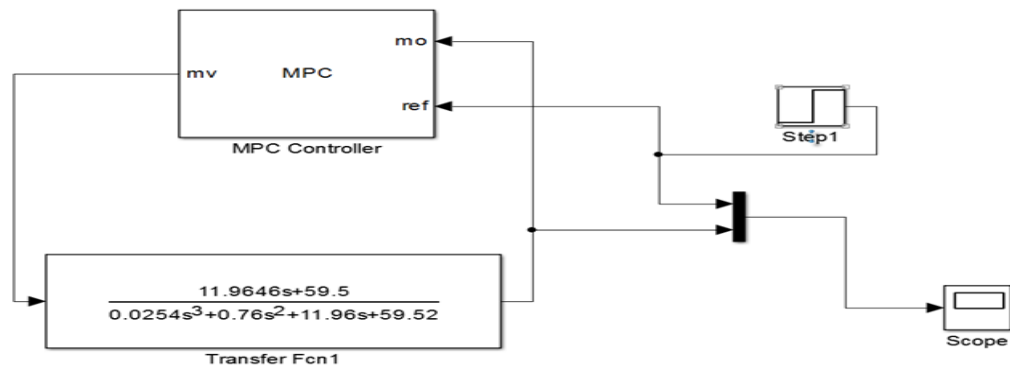 mo
mv
MPC
ref
MPC Controller
Step1
11.9646s+59.5
0.0254s³+0.76s²+11.96s+59.52
Transfer Fcn1
Scope